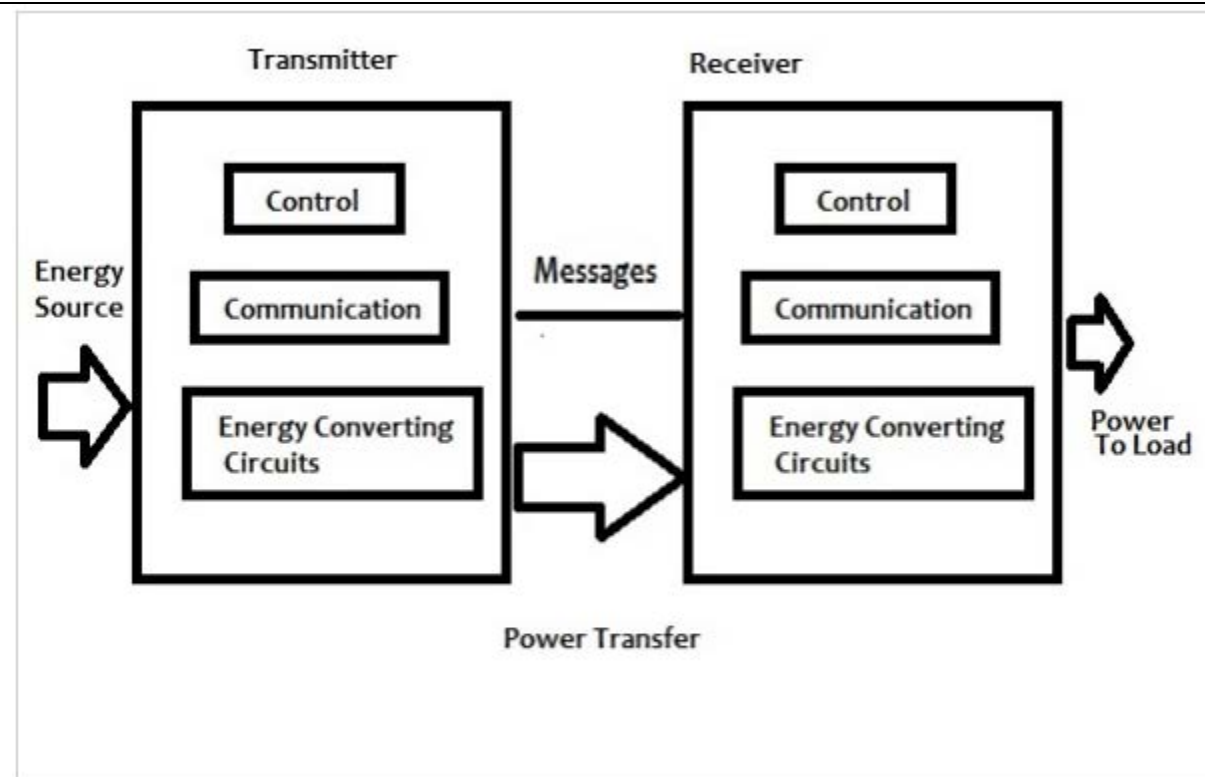 Transmitter
Receiver
Control
Control
Energy
Source
Messages
Communication
Communication
Energy Converting
Circuits
Energy Converting
Circuits
Power
To Load
Power Transfer